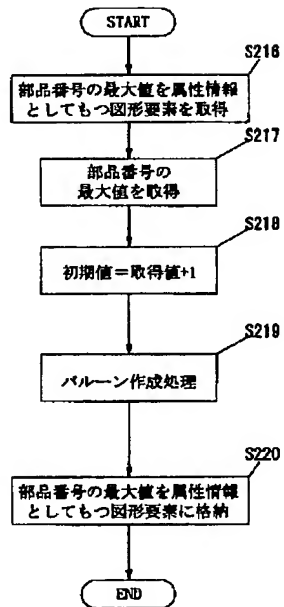 START
S216
部品番号の最大値を属性情報
としてもつ図形要素を取得
S217
部品番号の
最大値を取得
S218
初期値=取得値+1
S219
バルーン作成処理
S220
部品番号の最大値を属性情報
としてもつ図形要素に格納
END